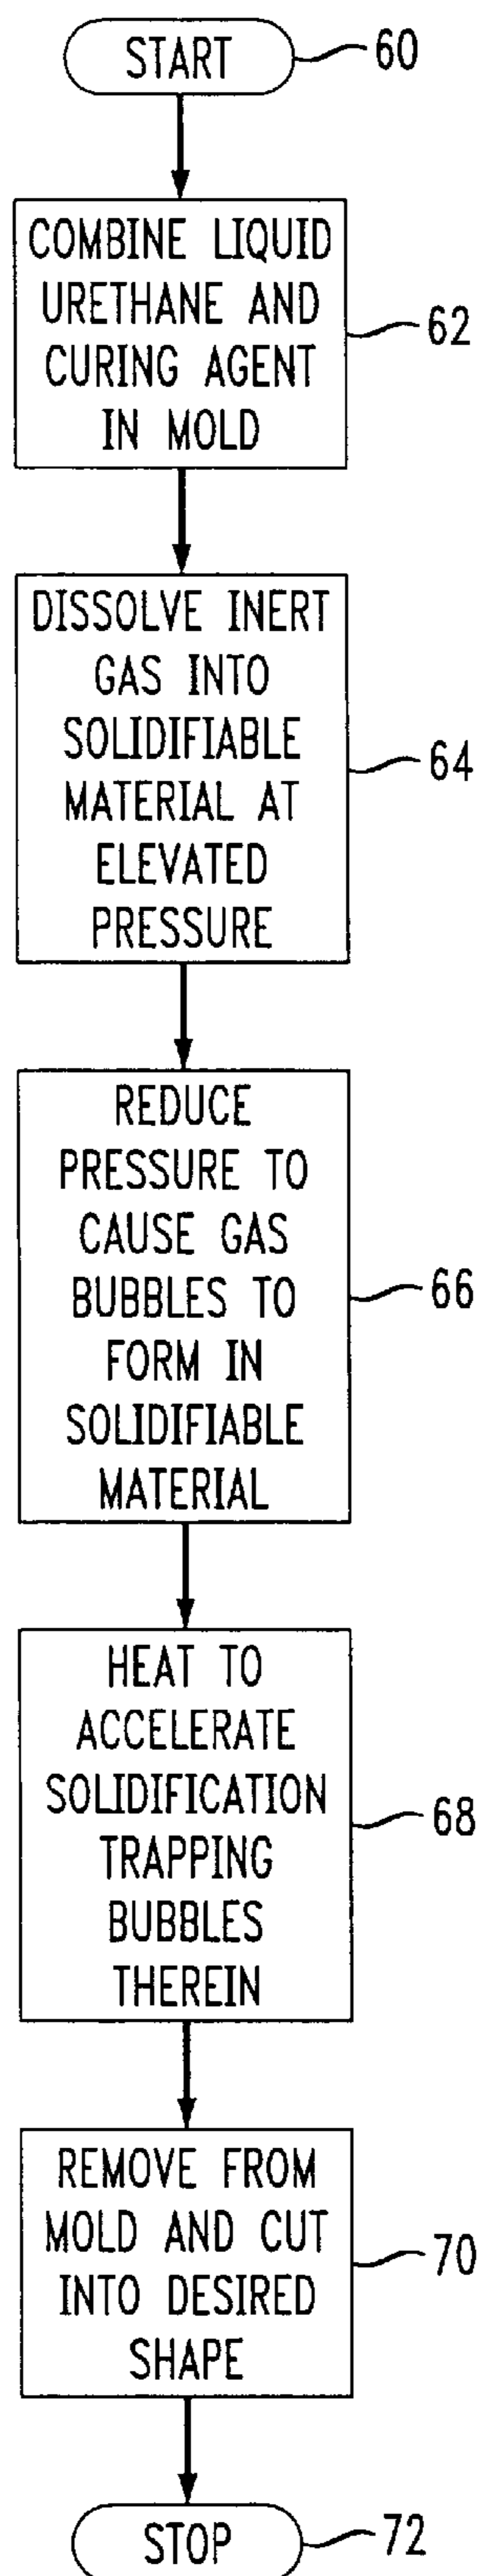 START
60
COMBINE LIQUID
URETHANE AND
CURING AGENT
IN MOLD
62
DISSOLVE INERT
GAS INTO
SOLIDIFIABLE
MATERIAL AT
ELEVATED
PRESSURE
64
REDUCE
PRESSURE TO
CAUSE GAS
BUBBLES TO
FORM IN
SOLIDIFIABLE
MATERIAL
66
HEAT TO
ACCELERATE
SOLIDIFICATION
TRAPPING
BUBBLES
THEREIN
68
REMOVE FROM
MOLD AND CUT
INTO DESIRED
SHAPE
70
STOP
72